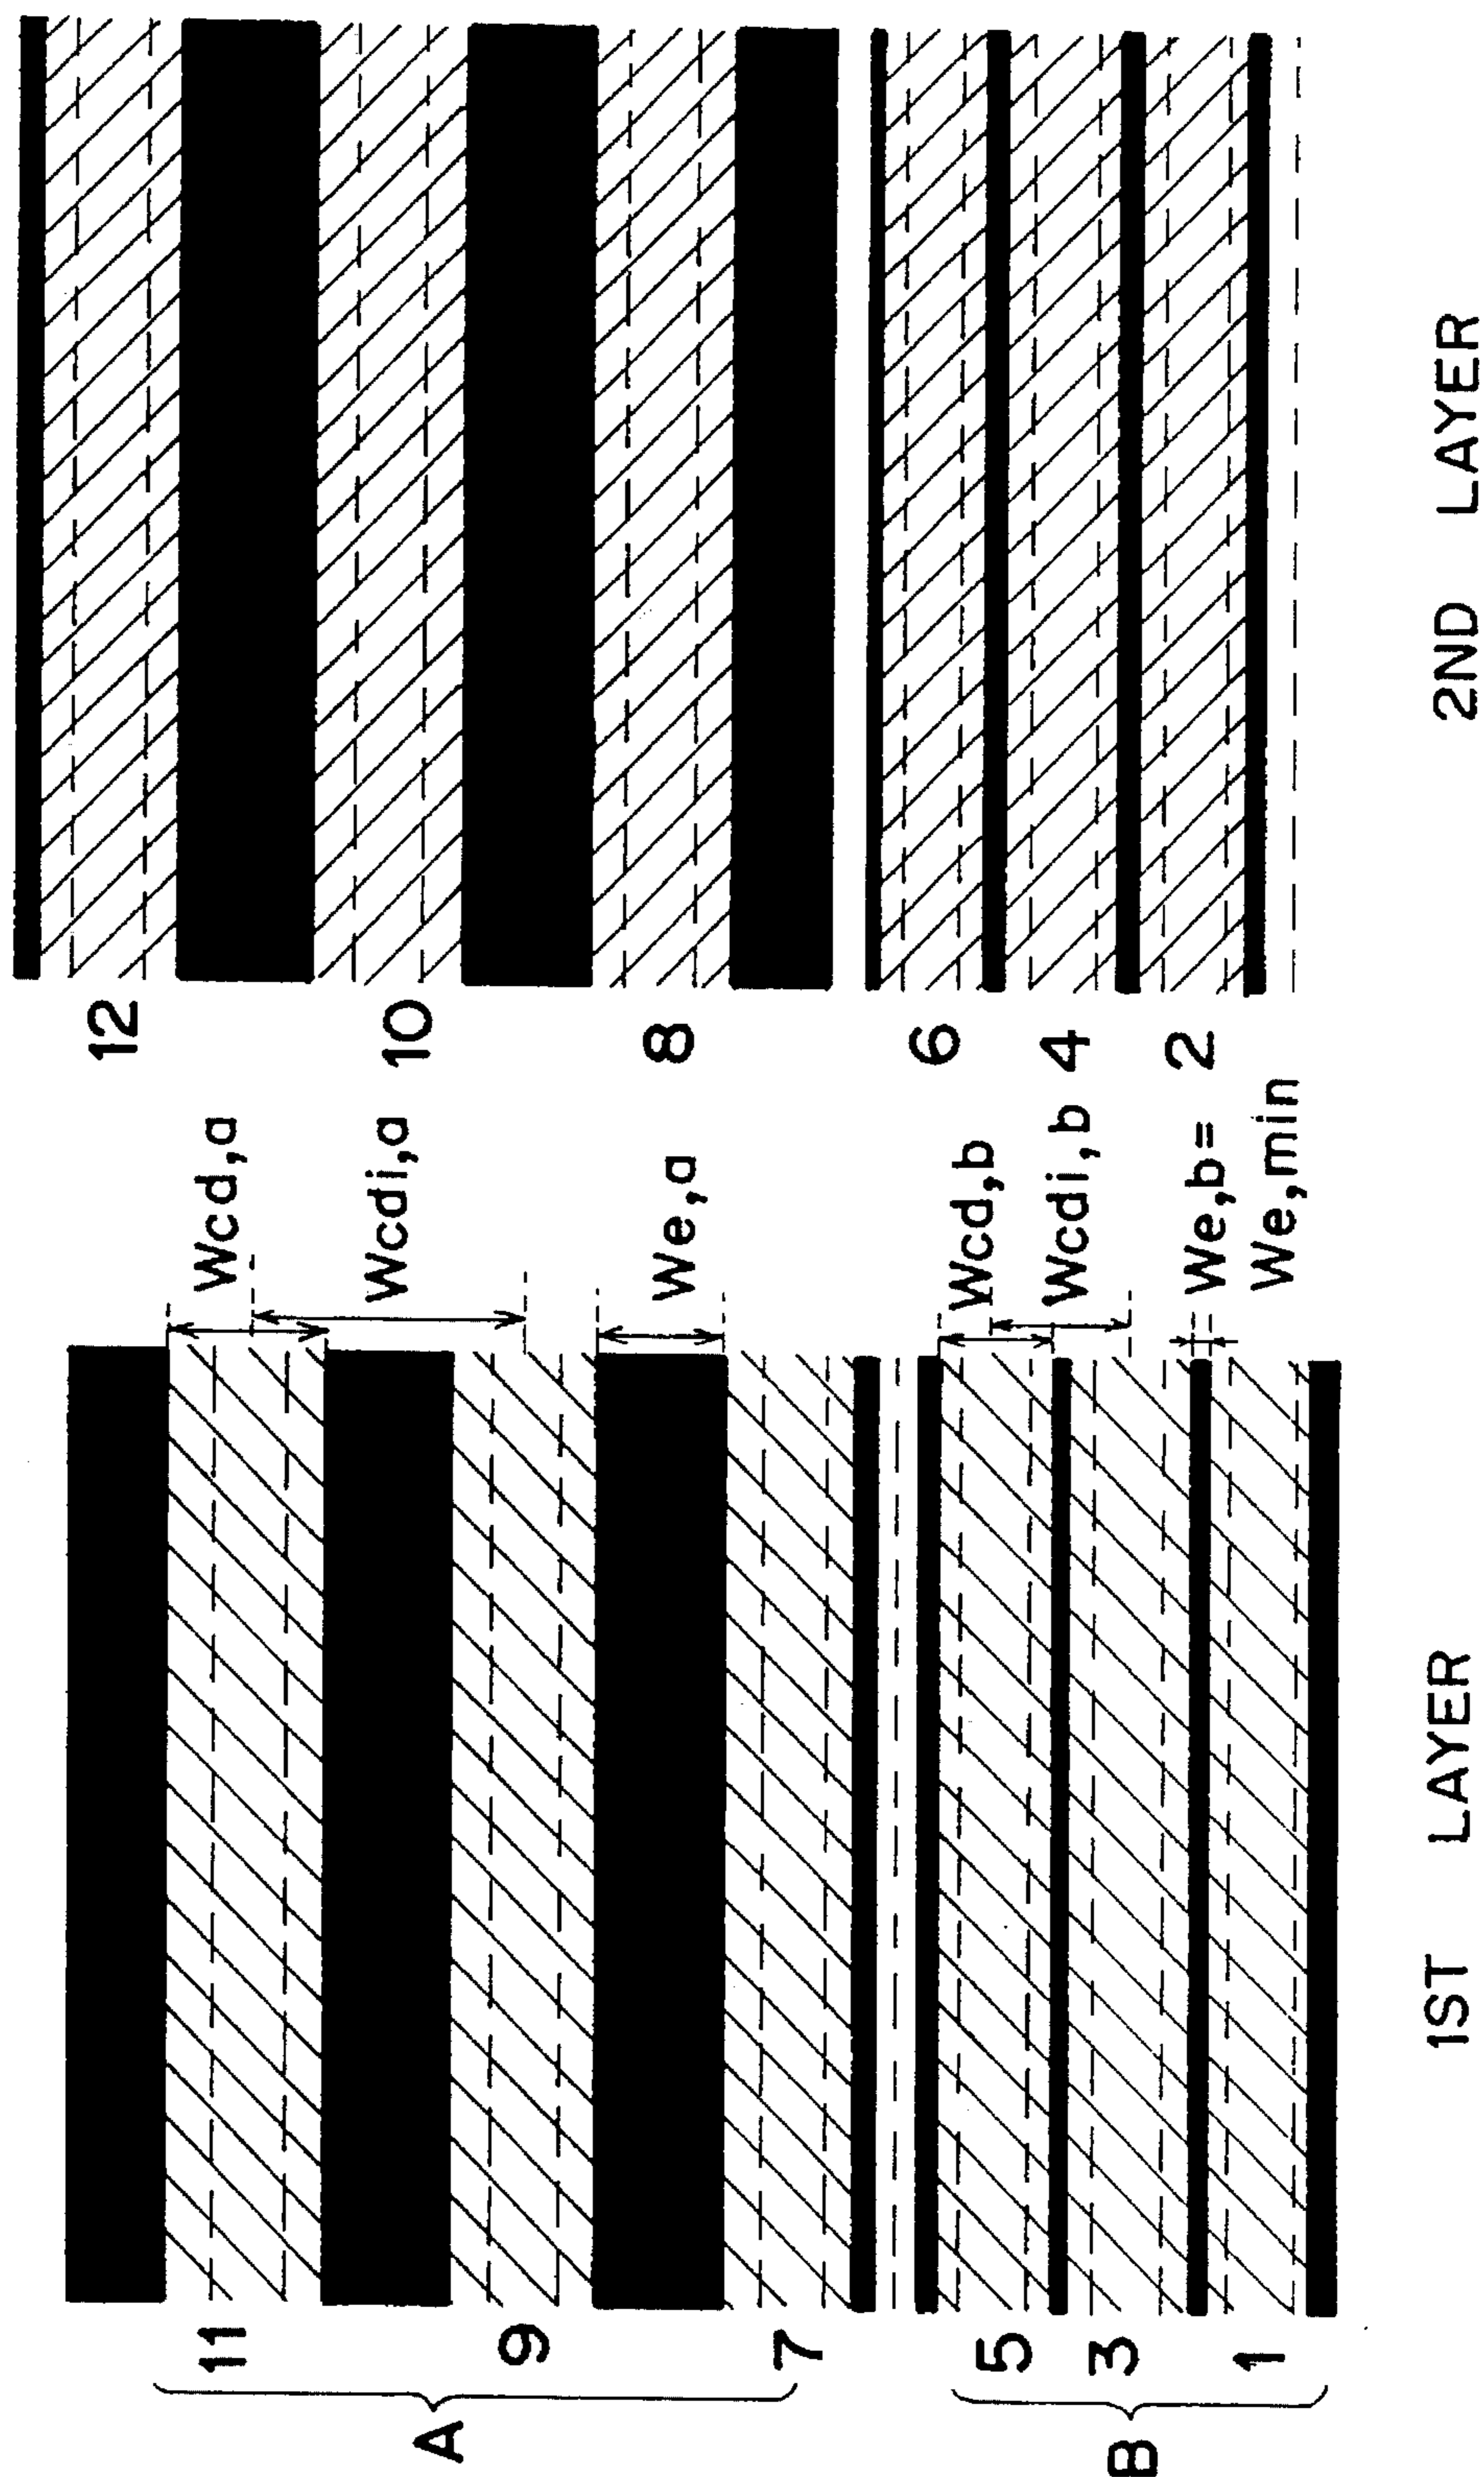 12
10
8
6
4
2
2ND LAYER
Wcd,a
Wcdi,a
We,a
Wcd,b
Wcdi,b
We,b=
We,min
A
11
9
7
B
5
3
1
1ST LAYER